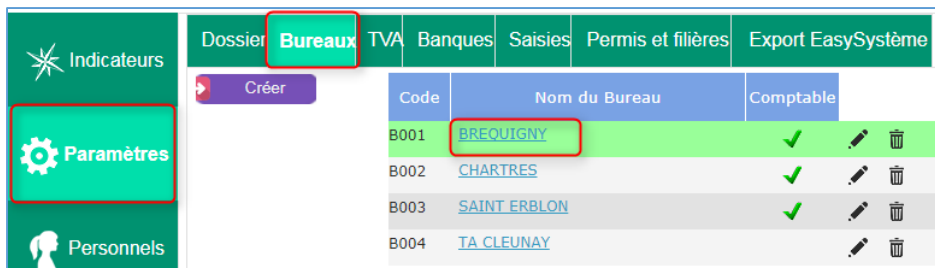 Indicateurs
Paramètres
Personnels
Dossier Bureaux TVA Banques Saisies Permis et filières Export EasySystème
Créer
Code Nom du Bureau Comptable
B001 BREQUIGNY
B002 CHARTRES
B003 SAINT ERBLON
B004 TA CLEUNAY